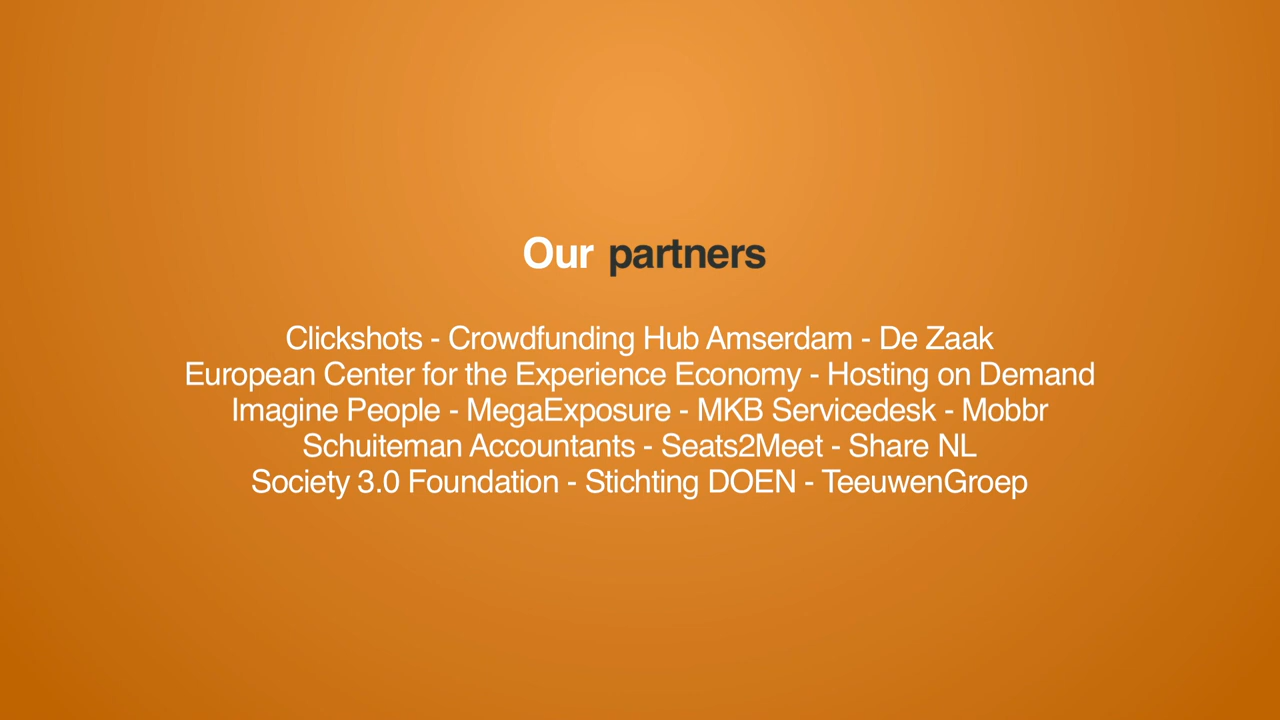 Our partners
Clickshots - Crowdfunding Hub Amserdam - De Zaak
European Center for the Experience Economy - Hosting on Demand
Imagine People - MegaExposure - MKB Servicedesk - Mobbr
Schuiteman Accountants - Seats2Meet - Share NL
Society 3.0 Foundation - Stichting DOEN - TeeuwenGroep